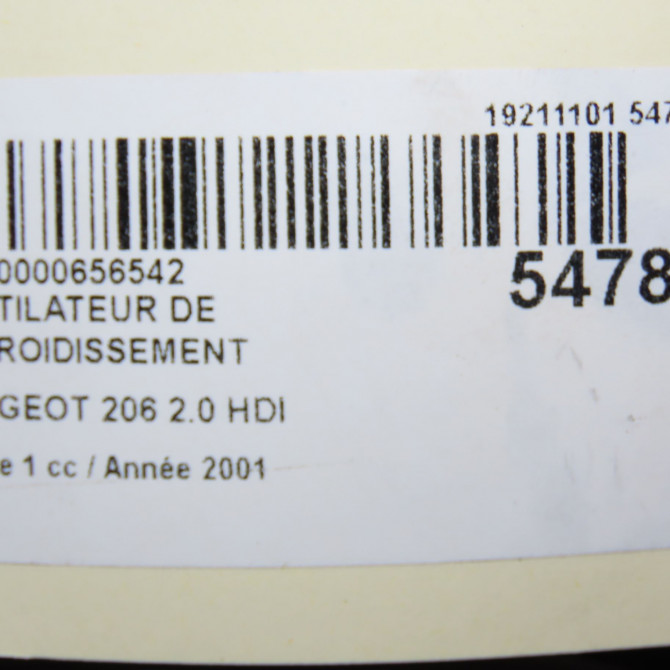 19211101 547
0000656542
5478
TILATEUR DE
ROIDISSEMENT
GEOT 206 2.0 HDI
e 1 cc / Année 2001